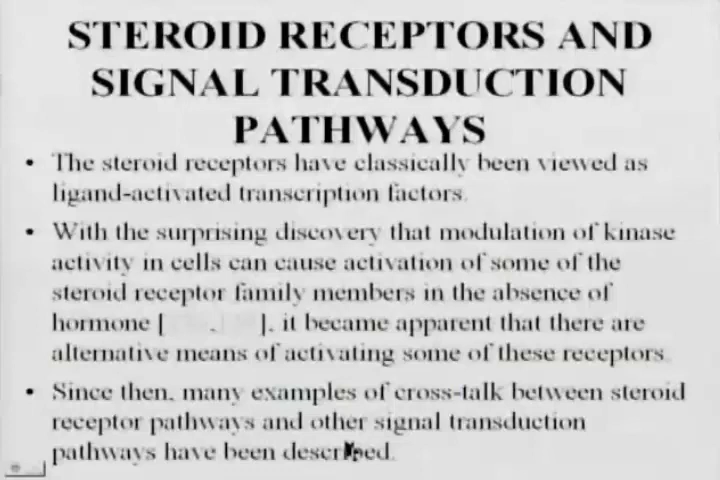 STEROID RECEPTORS AND
SIGNAL TRANSDUCTION
PATHWAYS
• The steroid receptors have classically been viewed as
ligand-activated transcription factors.
• With the surprising discovery that modulation of kinase
activity in cells can cause activation of some of the
steroid receptor family members in the absence of
hormone [ , ], it became apparent that there are
alternative means of activating some of these receptors.
• Since then, many examples of cross-talk between steroid
receptor pathways and other signal transduction
pathways have been described.